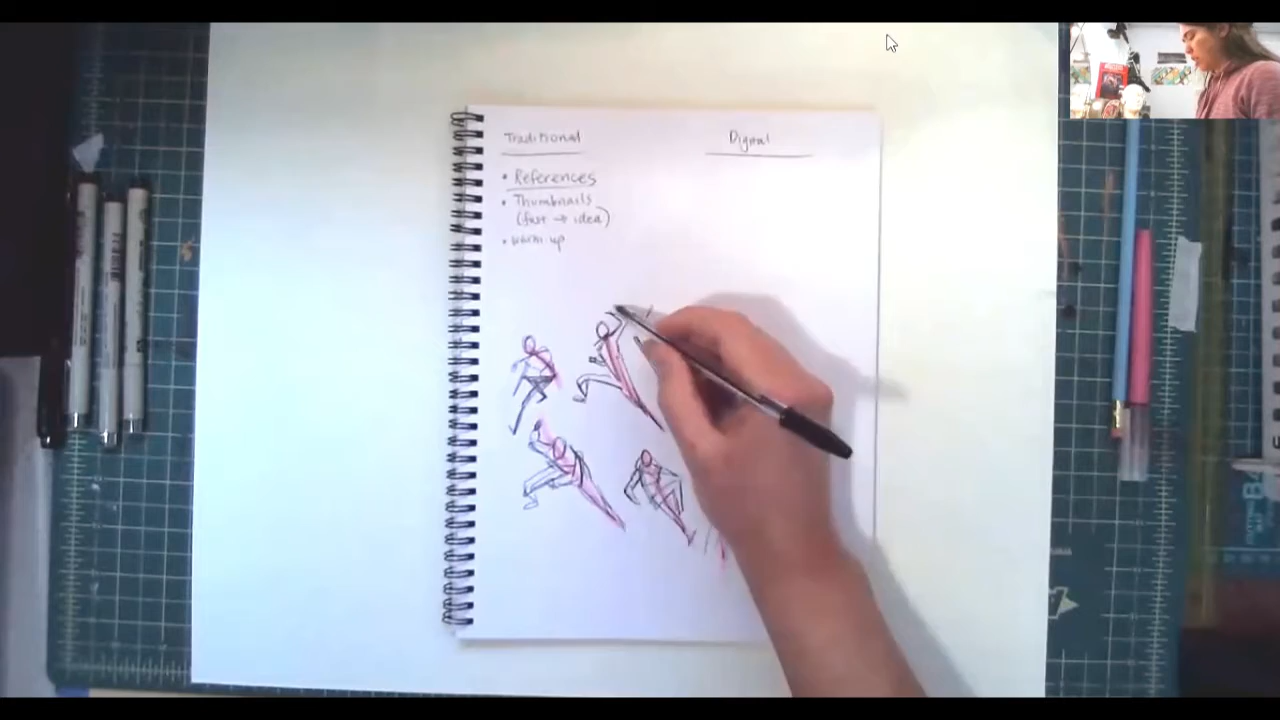 Traditional
Digital
• References
• Thumbnails
(fast → idea)
• warm up